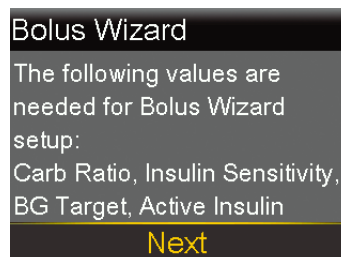 Bolus Wizard
The following values are
needed for Bolus Wizard
setup:
Carb Ratio, Insulin Sensitivity,
BG Target, Active Insulin
Next